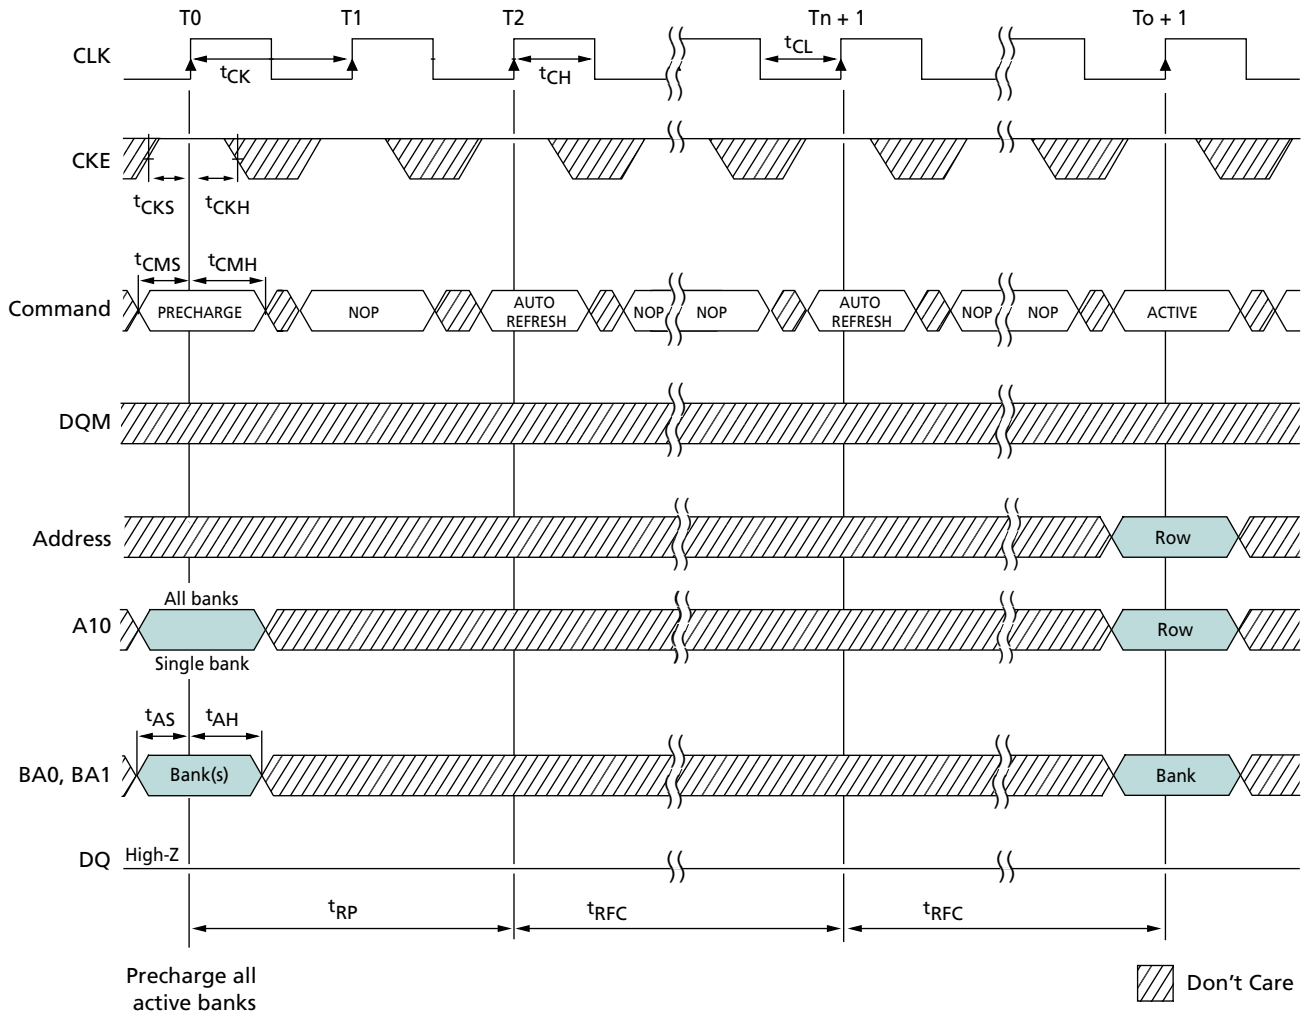 T0 T1 T2 Tn + 1 To + 1
CLK
tCK tCH tCL
CKE
tCKS tCKH
tCMS tCMH
Command PRECHARGE NOP AUTO REFRESH NOP NOP AUTO REFRESH NOP NOP ACTIVE
DQM
Address Row
All banks
A10 Row
Single bank
tAS tAH
BA0, BA1 Bank(s) Bank
DQ High-Z
tRP tRFC tRFC
Precharge all
active banks
Don't Care